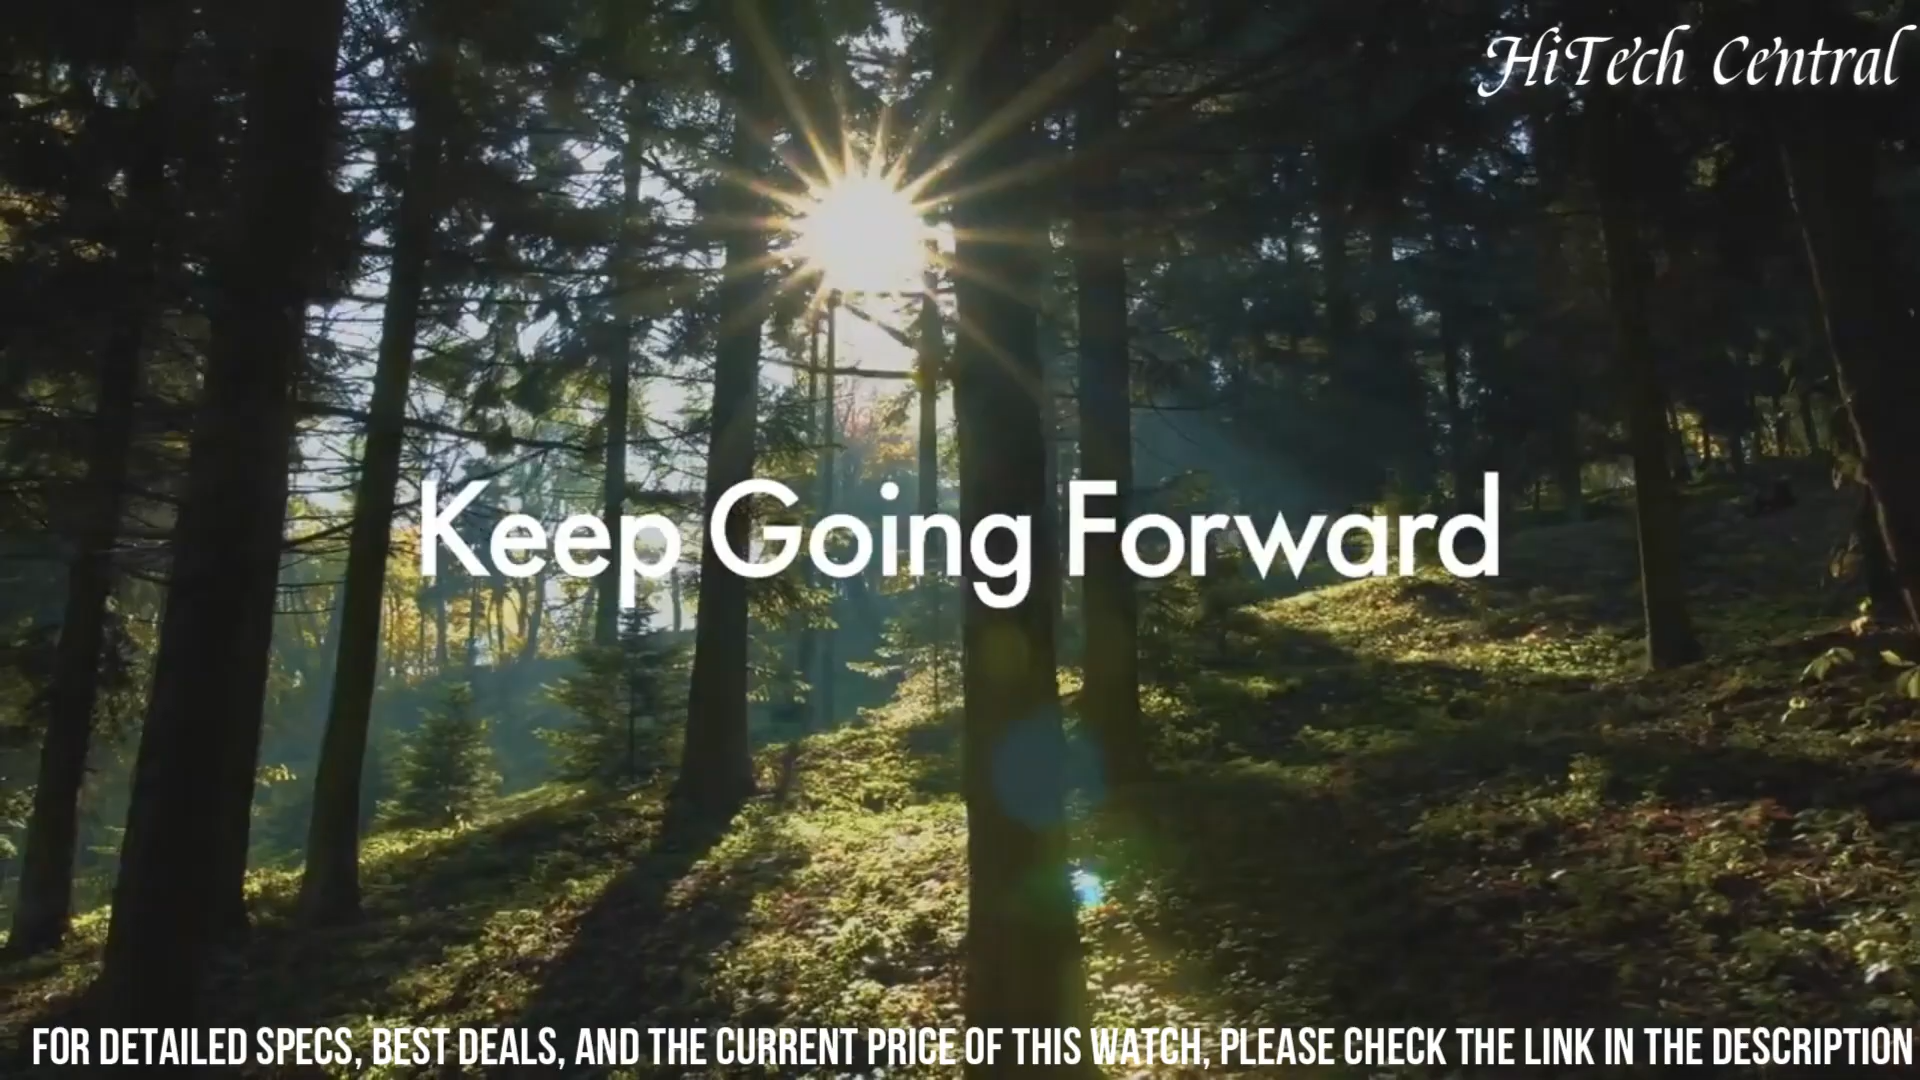 HiTech Central
Keep Going Forward
FOR DETAILED SPECS, BEST DEALS, AND THE CURRENT PRICE OF THIS WATCH, PLEASE CHECK THE LINK IN THE DESCRIPTION